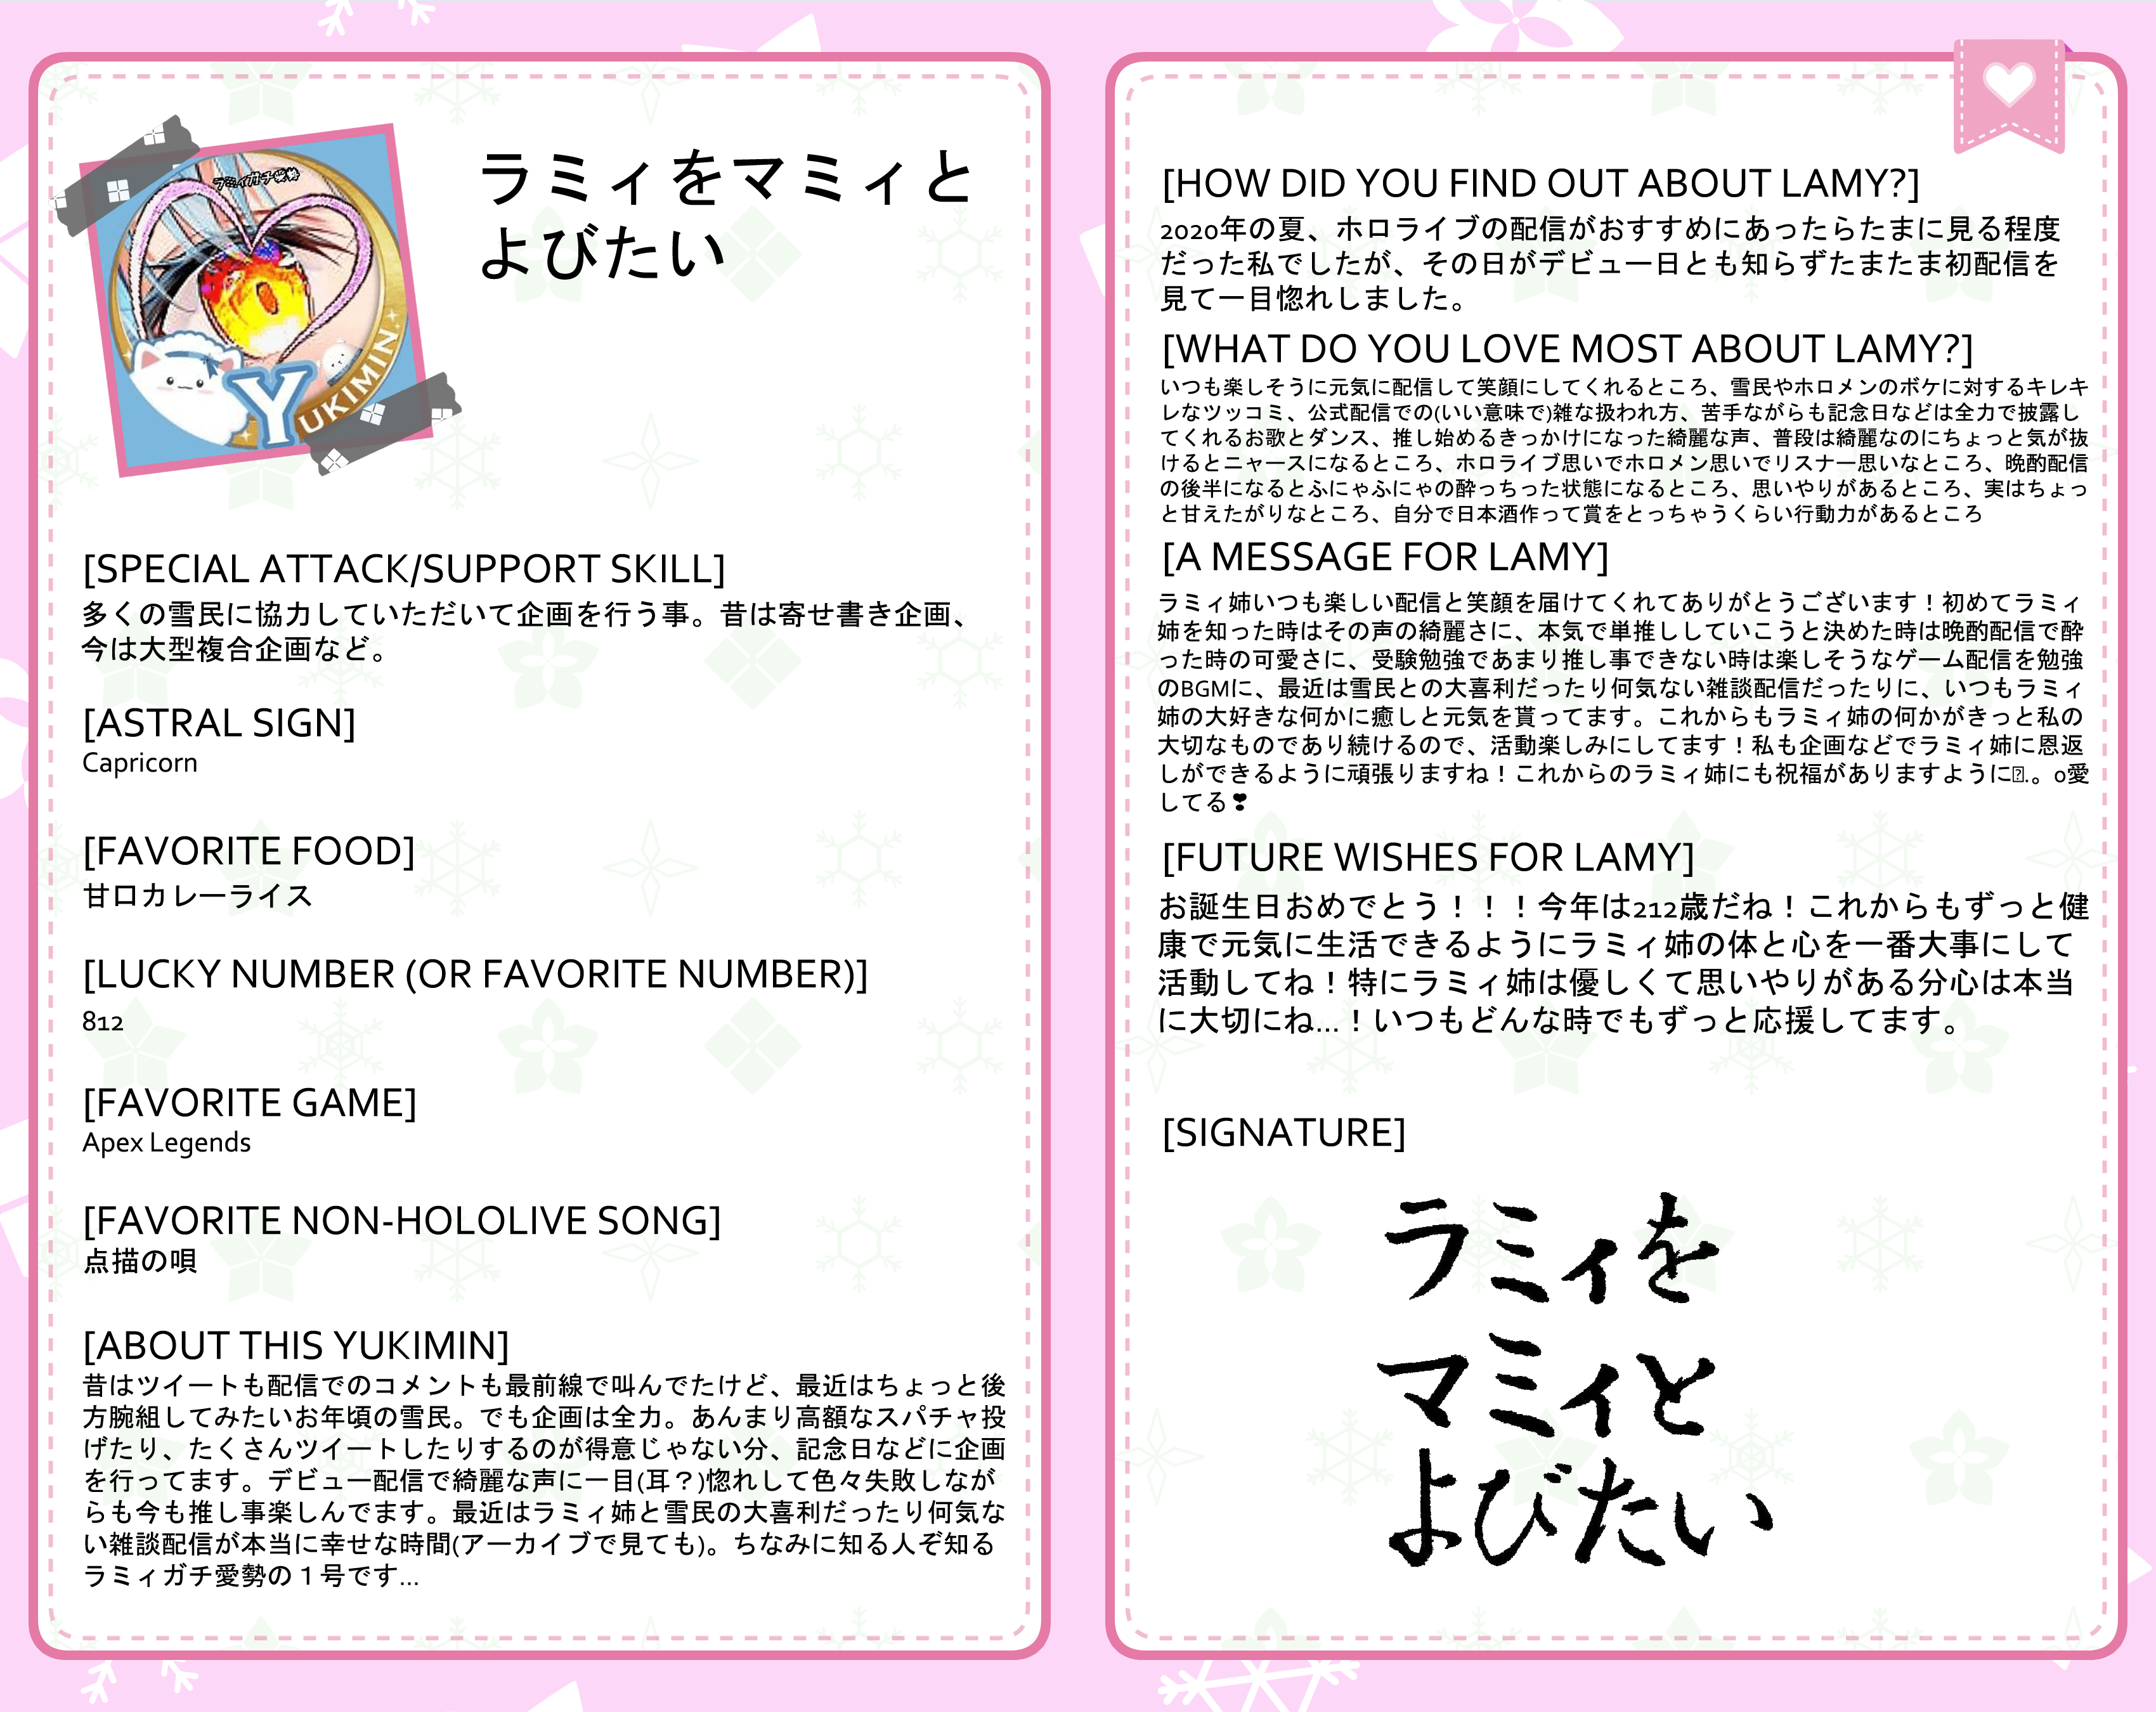 ラミィガチ愛勢
YUKIMIN
ラミィをマミィと
よびたい
[SPECIAL ATTACK/SUPPORT SKILL]
多くの雪民に協力していただいて企画を行う事。昔は寄せ書き企画、
今は大型複合企画など。
[ASTRAL SIGN]
Capricorn
[FAVORITE FOOD]
甘口カレーライス
[LUCKY NUMBER (OR FAVORITE NUMBER)]
812
[FAVORITE GAME]
Apex Legends
[FAVORITE NON-HOLOLIVE SONG]
点描の唄
[ABOUT THIS YUKIMIN]
昔はツイートも配信でのコメントも最前線で叫んでたけど、最近はちょっと後
方腕組してみたいお年頃の雪民。でも企画は全力。あんまり高額なスパチャ投
げたり、たくさんツイートしたりするのが得意じゃない分、記念日などに企画
を行ってます。デビュー配信で綺麗な声に一目(耳？)惚れして色々失敗しなが
らも今も推し事楽しんでます。最近はラミィ姉と雪民の大喜利だったり何気な
い雑談配信が本当に幸せな時間(アーカイブで見ても)。ちなみに知る人ぞ知る
ラミィガチ愛勢の１号です...
[HOW DID YOU FIND OUT ABOUT LAMY?]
2020年の夏、ホロライブの配信がおすすめにあったらたまに見る程度
だった私でしたが、その日がデビュー日とも知らずたまたま初配信を
見て一目惚れしました。
[WHAT DO YOU LOVE MOST ABOUT LAMY?]
いつも楽しそうに元気に配信して笑顔にしてくれるところ、雪民やホロメンのボケに対するキレキ
レなツッコミ、公式配信での(いい意味で)雑な扱われ方、苦手ながらも記念日などは全力で披露し
てくれるお歌とダンス、推し始めるきっかけになった綺麗な声、普段は綺麗なのにちょっと気が抜
けるとニャースになるところ、ホロライブ思いでホロメン思いでリスナー思いなところ、晩酌配信
の後半になるとふにゃふにゃの酔っちった状態になるところ、思いやりがあるところ、実はちょっ
と甘えたがりなところ、自分で日本酒作って賞をとっちゃうくらい行動力があるところ
[A MESSAGE FOR LAMY]
ラミィ姉いつも楽しい配信と笑顔を届けてくれてありがとうございます！初めてラミィ
姉を知った時はその声の綺麗さに、本気で単推ししていこうと決めた時は晩酌配信で酔
った時の可愛さに、受験勉強であまり推し事できない時は楽しそうなゲーム配信を勉強
のBGMに、最近は雪民との大喜利だったり何気ない雑談配信だったりに、いつもラミィ
姉の大好きな何かに癒しと元気を貰ってます。これからもラミィ姉の何かがきっと私の
大切なものであり続けるので、活動楽しみにしてます！私も企画などでラミィ姉に恩返
しができるように頑張りますね！これからのラミィ姉にも祝福がありますように.。o愛
してる❣
[FUTURE WISHES FOR LAMY]
お誕生日おめでとう！！！今年は212歳だね！これからもずっと健
康で元気に生活できるようにラミィ姉の体と心を一番大事にして
活動してね！特にラミィ姉は優しくて思いやりがある分心は本当
に大切にね...！いつもどんな時でもずっと応援してます。
[SIGNATURE]
ラミィを
マミィと
よびたい